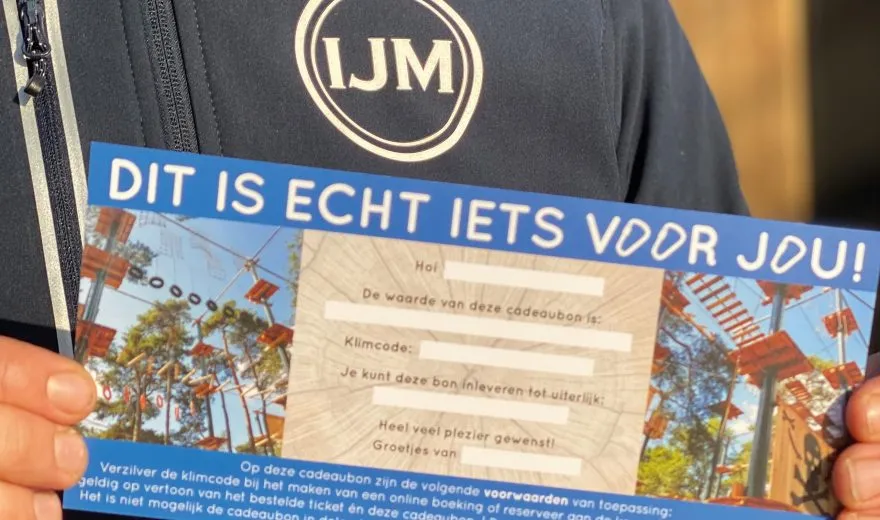 IJM
DIT IS ECHT IETS VOOR JOU!
Hoi
De waarde van deze cadeaubon is:
Klimcode:
Je kunt deze bon inleveren tot uiterlijk:
Heel veel plezier gewenst!
Groetjes van
Op deze cadeaubon zijn de volgende voorwaarden van toepassing:
Verzilver de klimcode bij het maken van een online boeking of reserveer aan de
geldig op vertoon van het bestelde ticket én deze cadeaubon.
Het is niet mogelijk de cadeaubon in